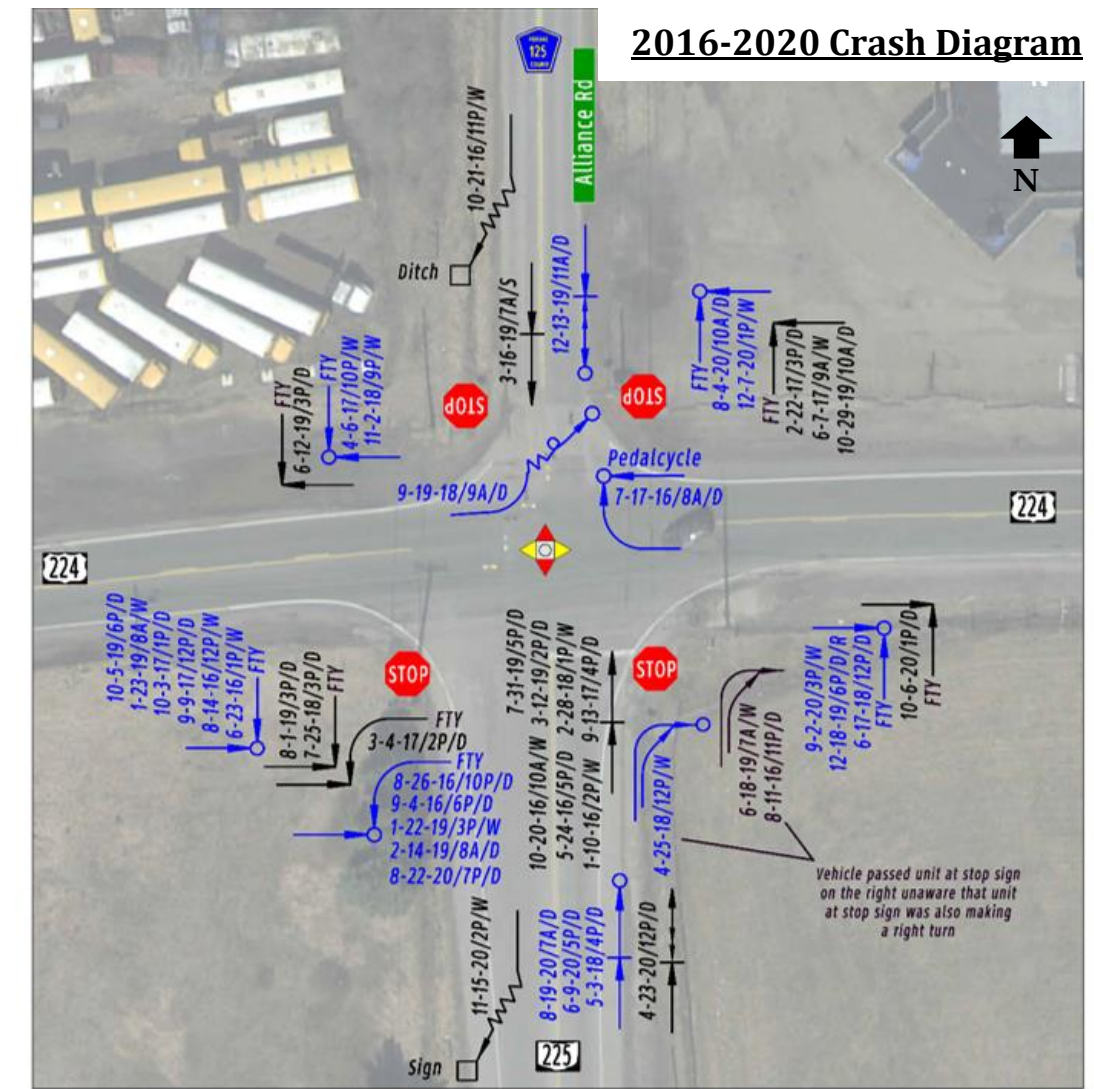 2016-2020 Crash Diagram
PORTAGE
125
COUNTY
Alliance Rd
N
10-21-16/11P/W
Ditch
3-16-19/7A/S
12-13-19/11A/D
FTY
8-4-20/10A/D
12-7-20/1P/W
FTY
2-22-17/3P/D
6-7-17/9A/W
10-29-19/10A/D
FTY
6-12-19/3P/D
FTY
4-6-17/10P/W
11-2-18/9P/W
STOP
STOP
9-19-18/9A/D
Pedalcycle
7-17-16/8A/D
224
224
10-5-19/6P/D
1-23-19/8A/W
10-3-17/1P/D
9-9-17/12P/D
8-14-16/12P/W
6-23-16/1P/W
FTY
8-1-19/3P/D
7-25-18/3P/D
FTY
STOP
STOP
FTY
3-4-17/2P/D
FTY
8-26-16/10P/D
9-4-16/6P/D
1-22-19/3P/W
2-14-19/8A/D
8-22-20/7P/D
7-31-19/5P/D
10-20-16/10A/W 3-12-19/2P/D
5-24-16/5P/D 2-28-18/1P/W
1-10-16/2P/W 9-13-17/4P/D
4-25-18/12P/W
6-18-19/7A/W
8-11-16/11P/D
9-2-20/3P/W
12-18-19/6P/D/R
6-17-18/12P/D
FTY
10-6-20/1P/D
FTY
Vehicle passed unit at stop sign
on the right unaware that unit
at stop sign was also making
a right turn
11-15-20/2P/W
Sign
8-19-20/7A/D
6-9-20/5P/D
5-3-18/4P/D
4-23-20/12P/D
225